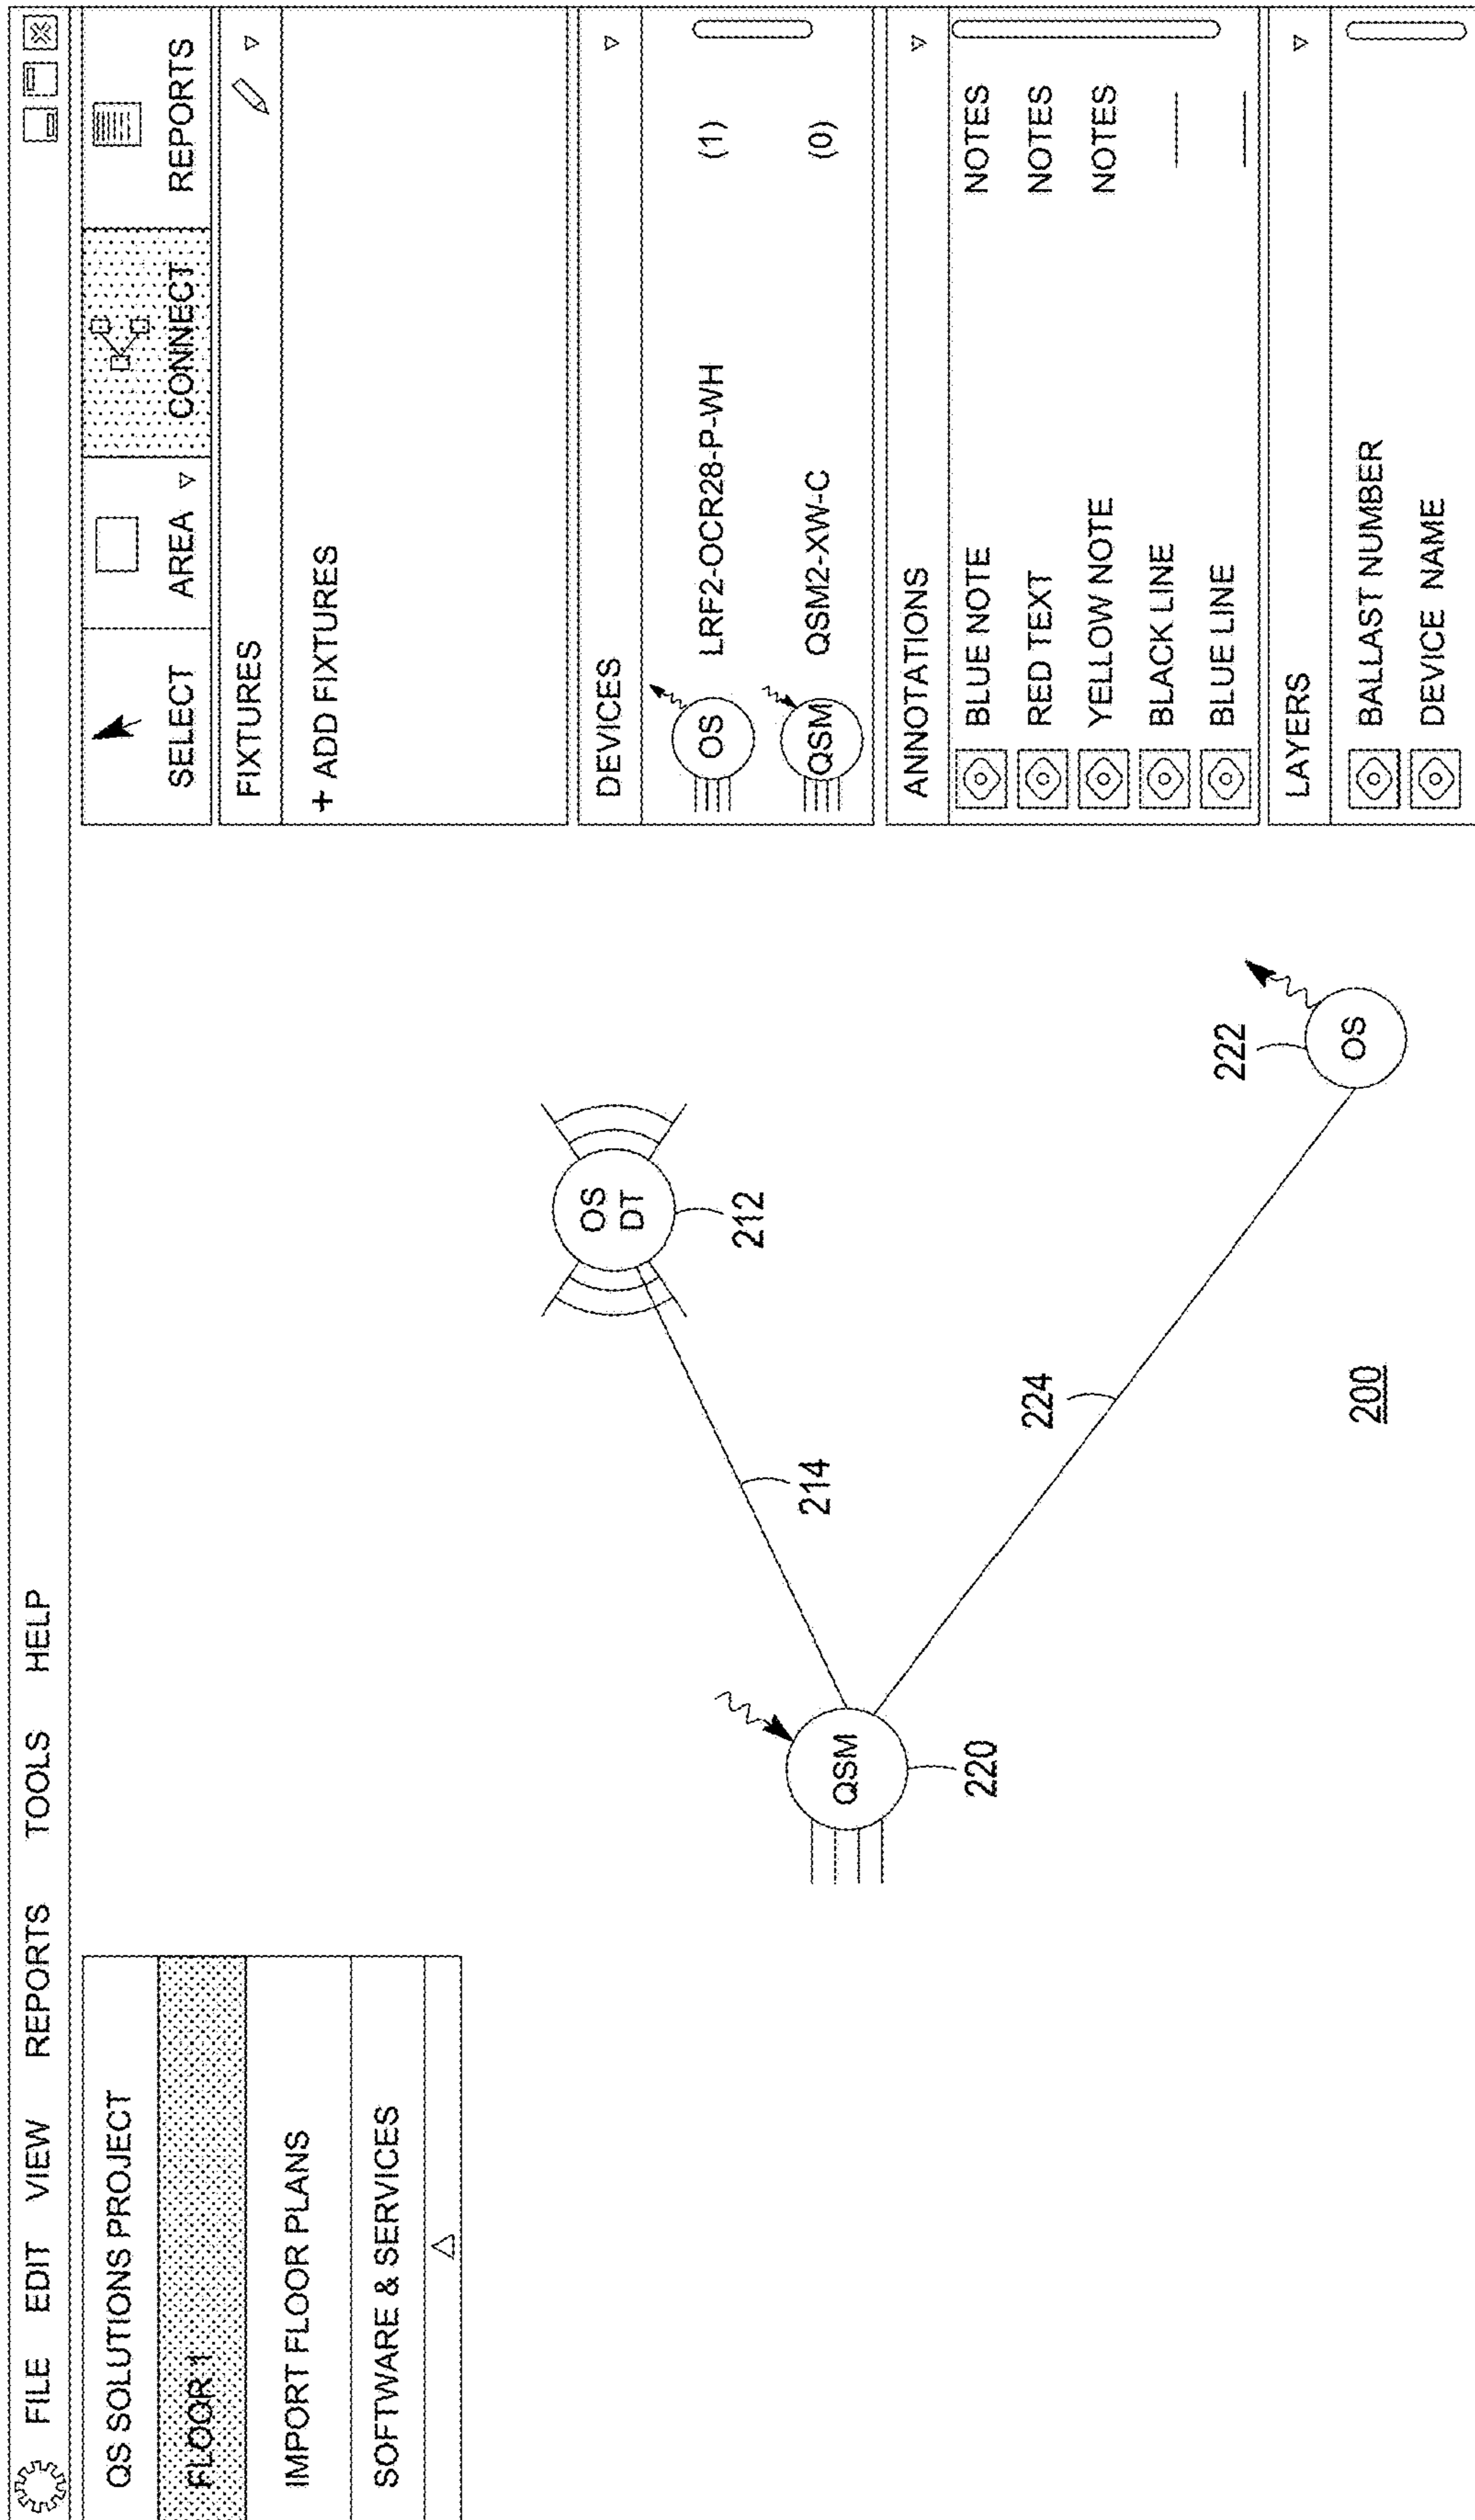 FILE EDIT VIEW REPORTS TOOLS HELP
QS SOLUTIONS PROJECT
FLOOR 1
IMPORT FLOOR PLANS
SOFTWARE & SERVICES
QSM
220
214
OS
DT
212
224
OS
222
200
SELECT AREA CONNECT REPORTS
FIXTURES
+ ADD FIXTURES
DEVICES
OS LRF2-OCR28-P-WH (1)
QSM QSM2-XW-C (0)
ANNOTATIONS
BLUE NOTE NOTES
RED TEXT NOTES
YELLOW NOTE NOTES
BLACK LINE
BLUE LINE
LAYERS
BALLAST NUMBER
DEVICE NAME